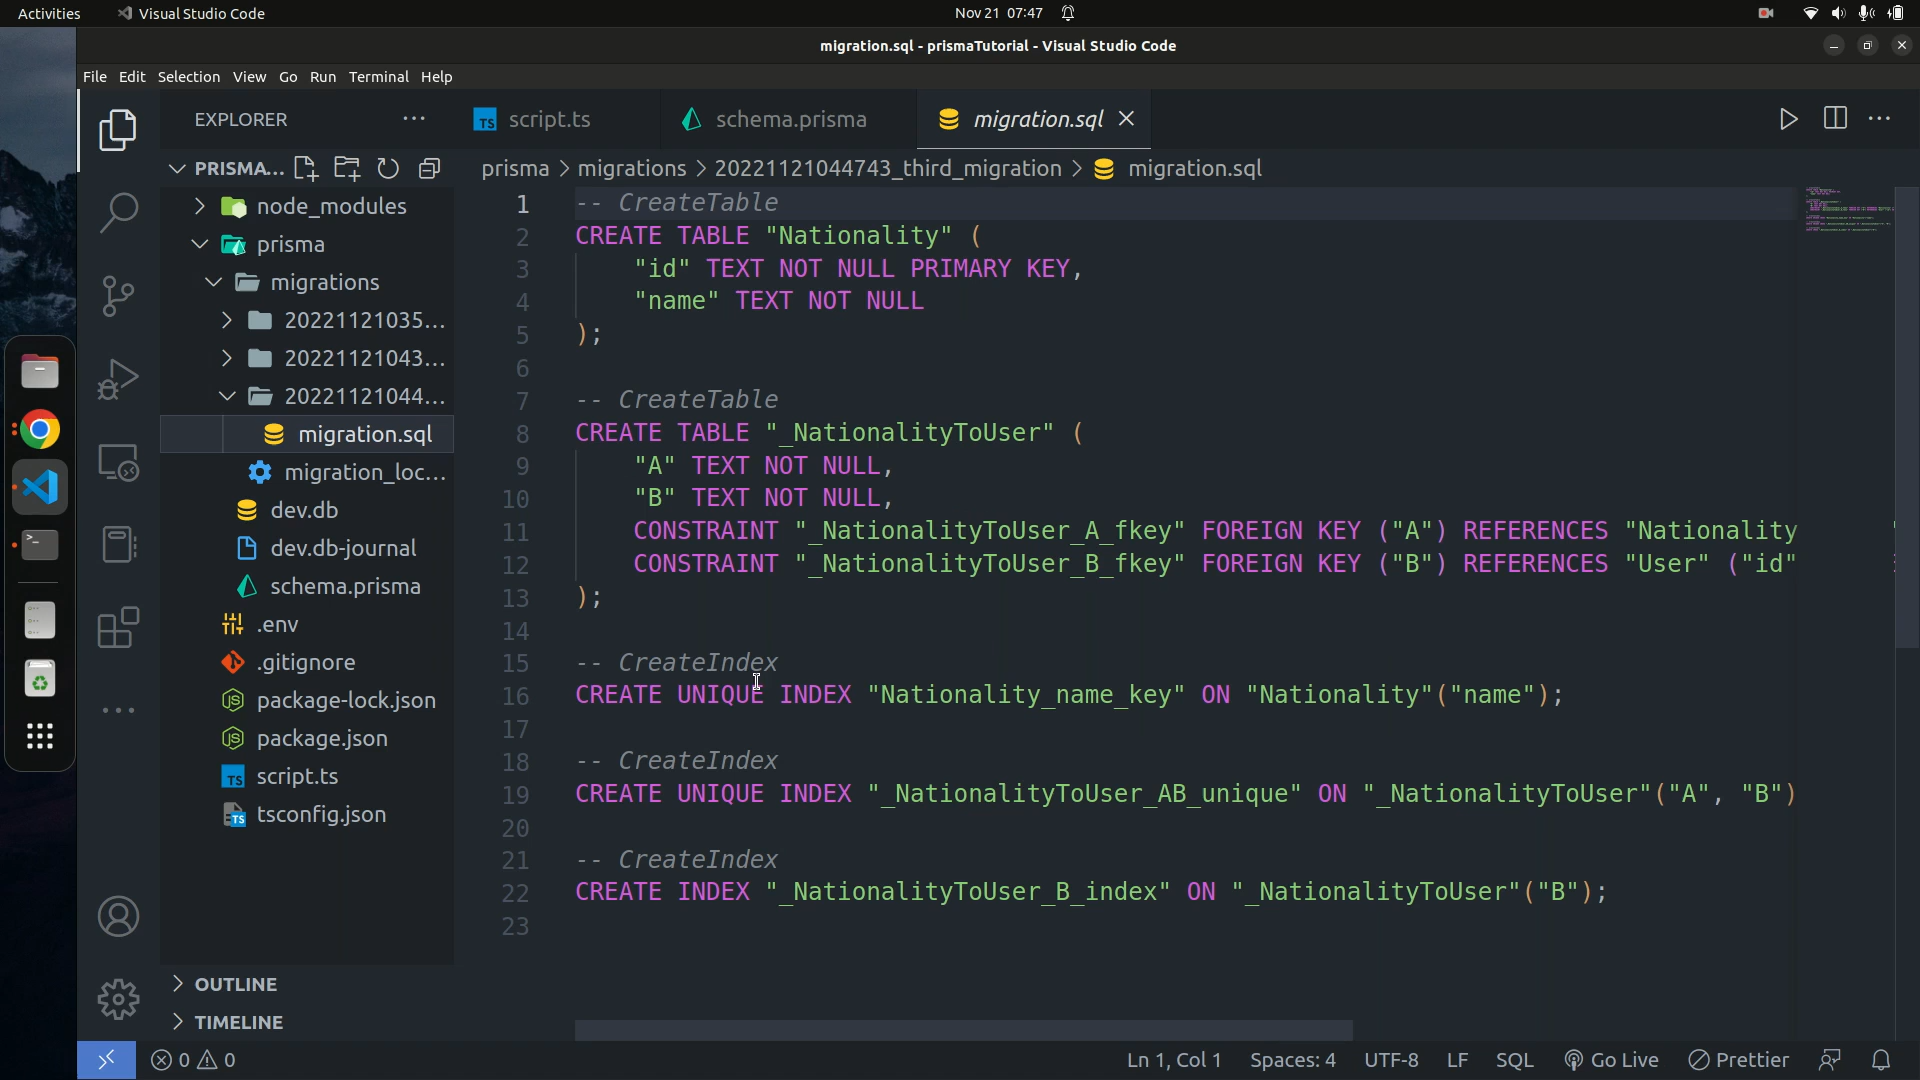 Activities
Visual Studio Code
Nov 21 07:47
migration.sql - prismaTutorial - Visual Studio Code
File Edit Selection View Go Run Terminal Help
EXPLORER
script.ts
schema.prisma
migration.sql
PRISMA...
prisma > migrations > 20221121044743_third_migration > migration.sql
node_modules
prisma
migrations
20221121035...
20221121043...
20221121044...
migration.sql
migration_loc...
dev.db
dev.db-journal
schema.prisma
.env
.gitignore
package-lock.json
package.json
script.ts
tsconfig.json
OUTLINE
TIMELINE
1 -- CreateTable
2 CREATE TABLE "Nationality" (
3 "id" TEXT NOT NULL PRIMARY KEY,
4 "name" TEXT NOT NULL
5 );
6
7 -- CreateTable
8 CREATE TABLE "_NationalityToUser" (
9 "A" TEXT NOT NULL,
10 "B" TEXT NOT NULL,
11 CONSTRAINT "_NationalityToUser_A_fkey" FOREIGN KEY ("A") REFERENCES "Nationality
12 CONSTRAINT "_NationalityToUser_B_fkey" FOREIGN KEY ("B") REFERENCES "User" ("id"
13 );
14
15 -- CreateIndex
16 CREATE UNIQUE INDEX "Nationality_name_key" ON "Nationality"("name");
17
18 -- CreateIndex
19 CREATE UNIQUE INDEX "_NationalityToUser_AB_unique" ON "_NationalityToUser"("A", "B")
20
21 -- CreateIndex
22 CREATE INDEX "_NationalityToUser_B_index" ON "_NationalityToUser"("B");
23
0 0
Ln 1, Col 1
Spaces: 4
UTF-8
LF
SQL
Go Live
Prettier